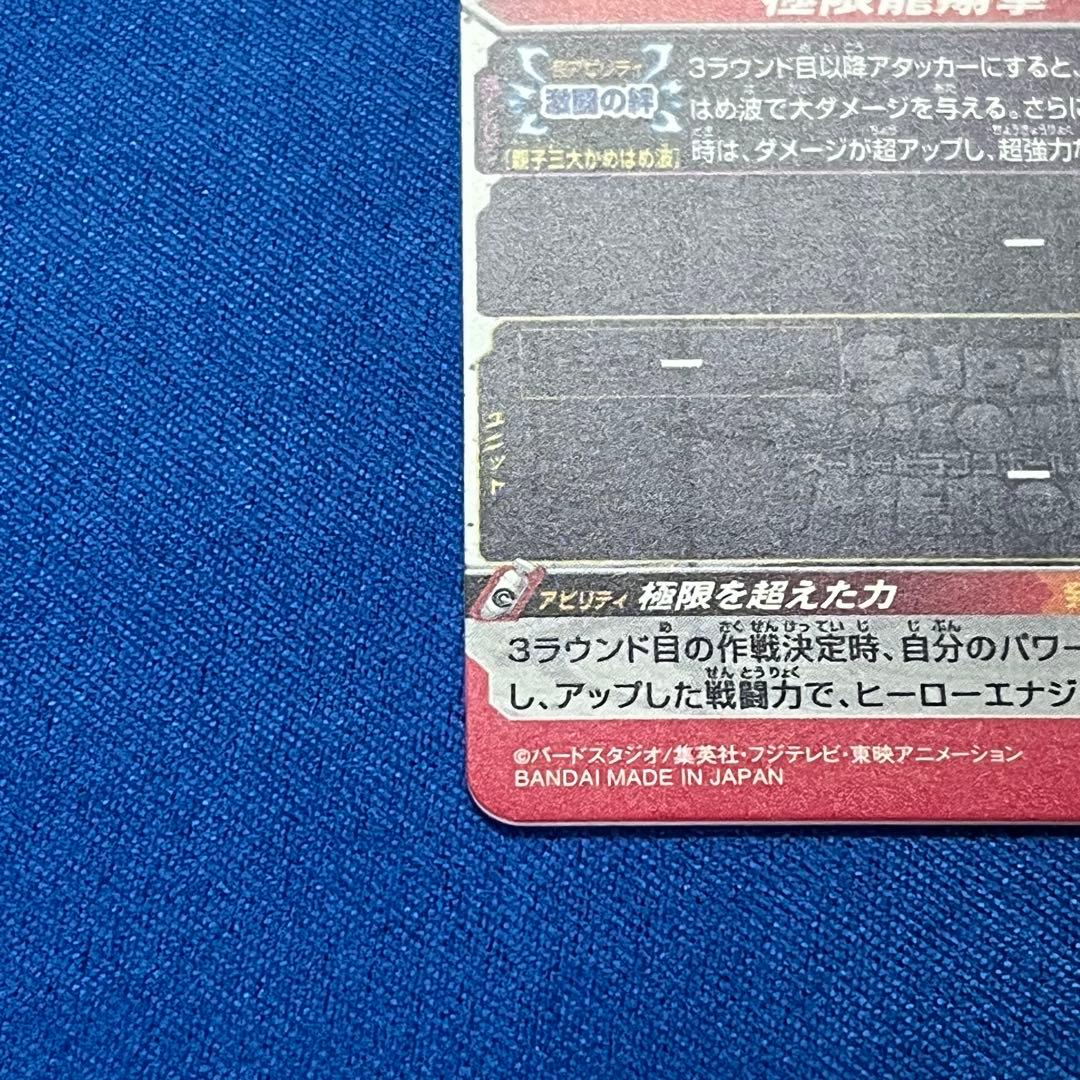 極限龍翔拳
超アビリティ
激闘の絆
[親子三大かめはめ波]
3ラウンド目以降アタッカーにすると、
はめ波で大ダメージを与える。さらに
時は、ダメージが超アップし、超強力な
ー
ー
ユニット
ー
アビリティ 極限を超えた力
3ラウンド目の作戦決定時、自分のパワー
し、アップした戦闘力で、ヒーローエナジ
©バードスタジオ/集英社・フジテレビ・東映アニメーション
BANDAI MADE IN JAPAN